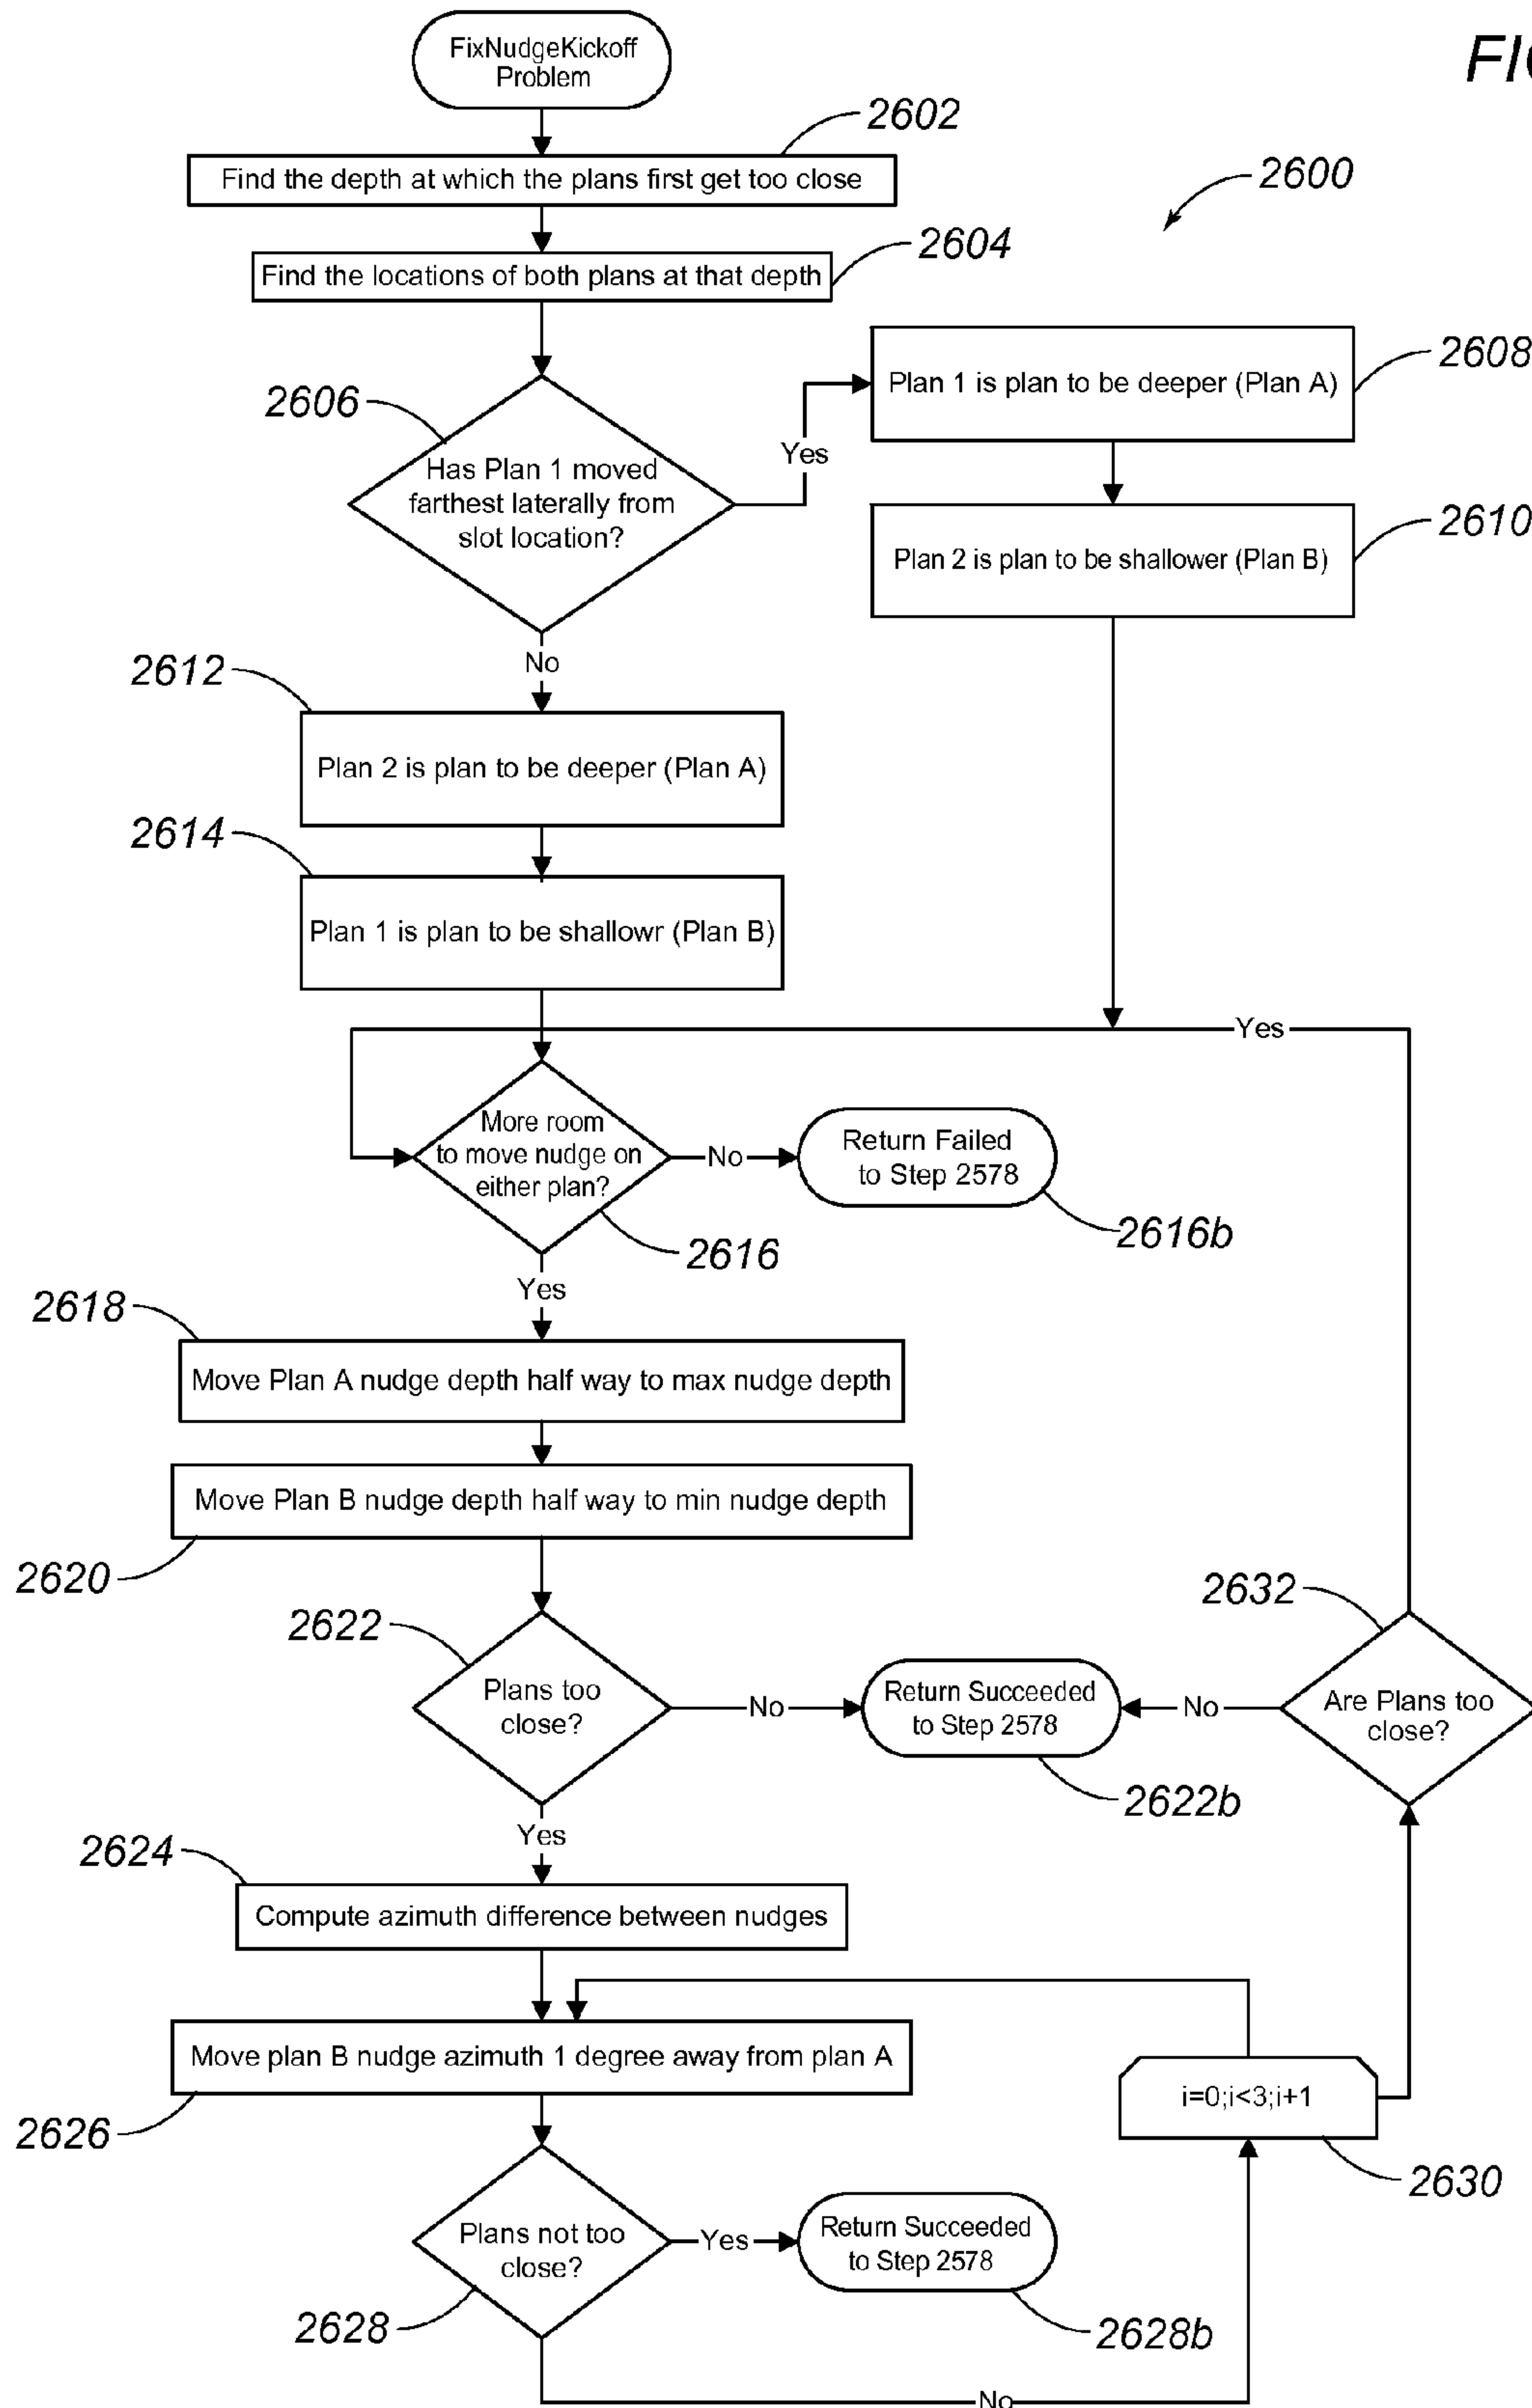 FixNudgeKickoff
Problem
FIG
2602
Find the depth at which the plans first get too close
2600
2604
Find the locations of both plans at that depth
2606
Has Plan 1 moved
farthest laterally from
slot location?
Yes
Plan 1 is plan to be deeper (Plan A)
2608
Plan 2 is plan to be shallower (Plan B)
2610
No
2612
Plan 2 is plan to be deeper (Plan A)
2614
Plan 1 is plan to be shallowr (Plan B)
Yes
More room
to move nudge on
either plan?
No
Return Failed
to Step 2578
2616b
2616
Yes
2618
Move Plan A nudge depth half way to max nudge depth
Move Plan B nudge depth half way to min nudge depth
2620
2622
Plans too
close?
No
Return Succeeded
to Step 2578
2622b
No
2632
Are Plans too
close?
Yes
2624
Compute azimuth difference between nudges
Move plan B nudge azimuth 1 degree away from plan A
2626
i=0;i<3;i+1
2630
Plans not too
close?
2628
Yes
Return Succeeded
to Step 2578
2628b
No